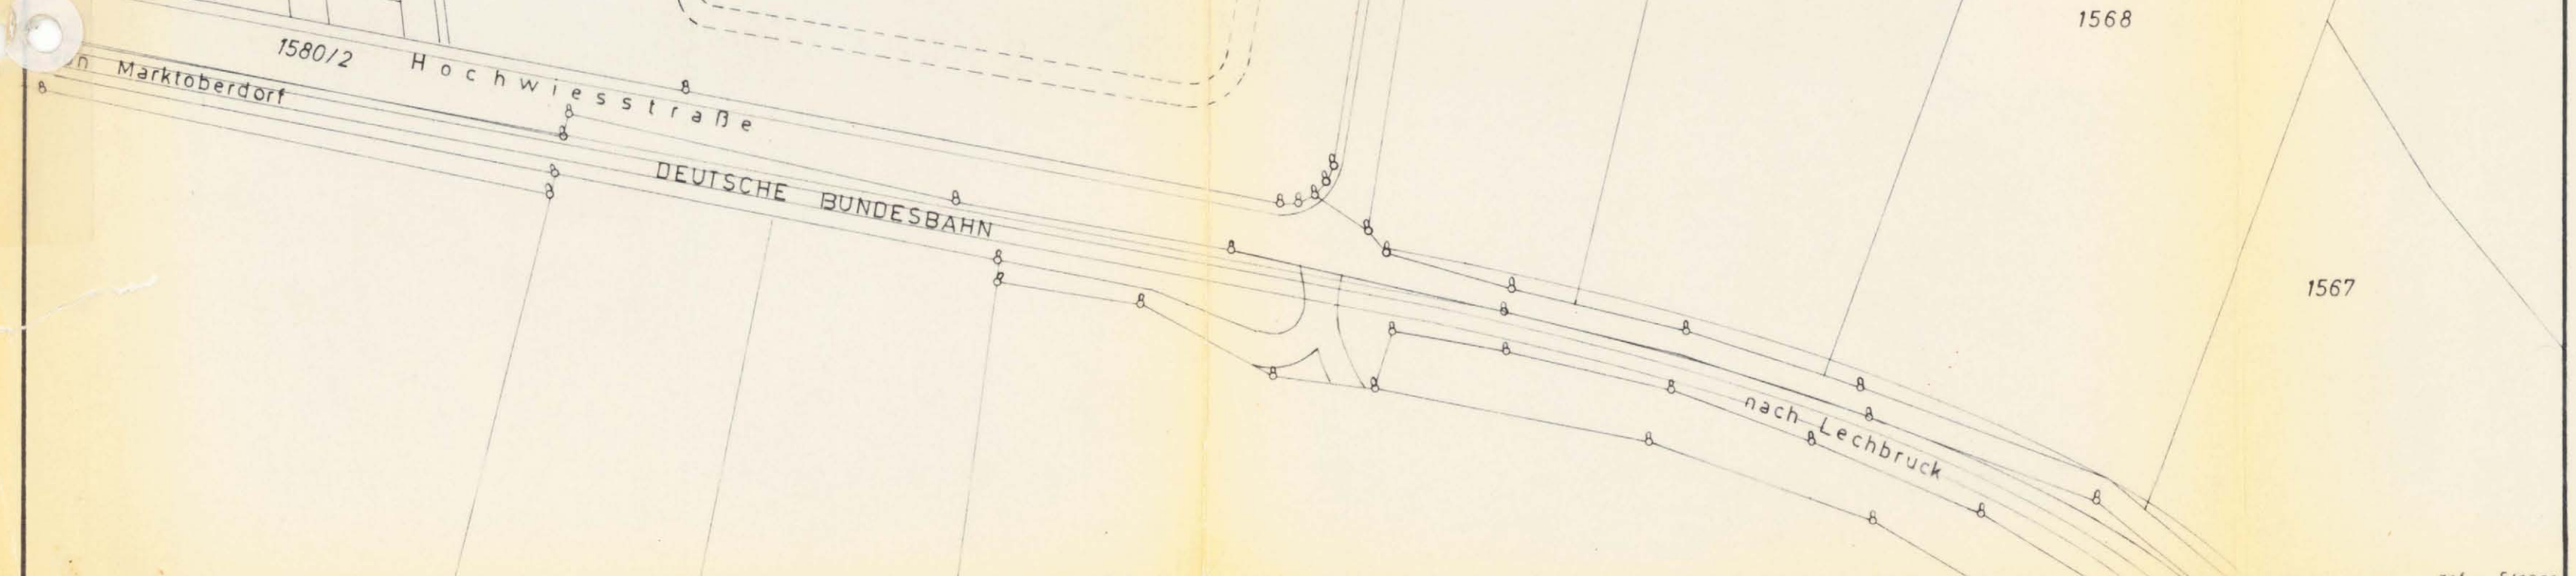 1568
1580/2
Hochwiesstraße
Marktoberdorf
DEUTSCHE BUNDESBAHN
1567
nach Lechbruck